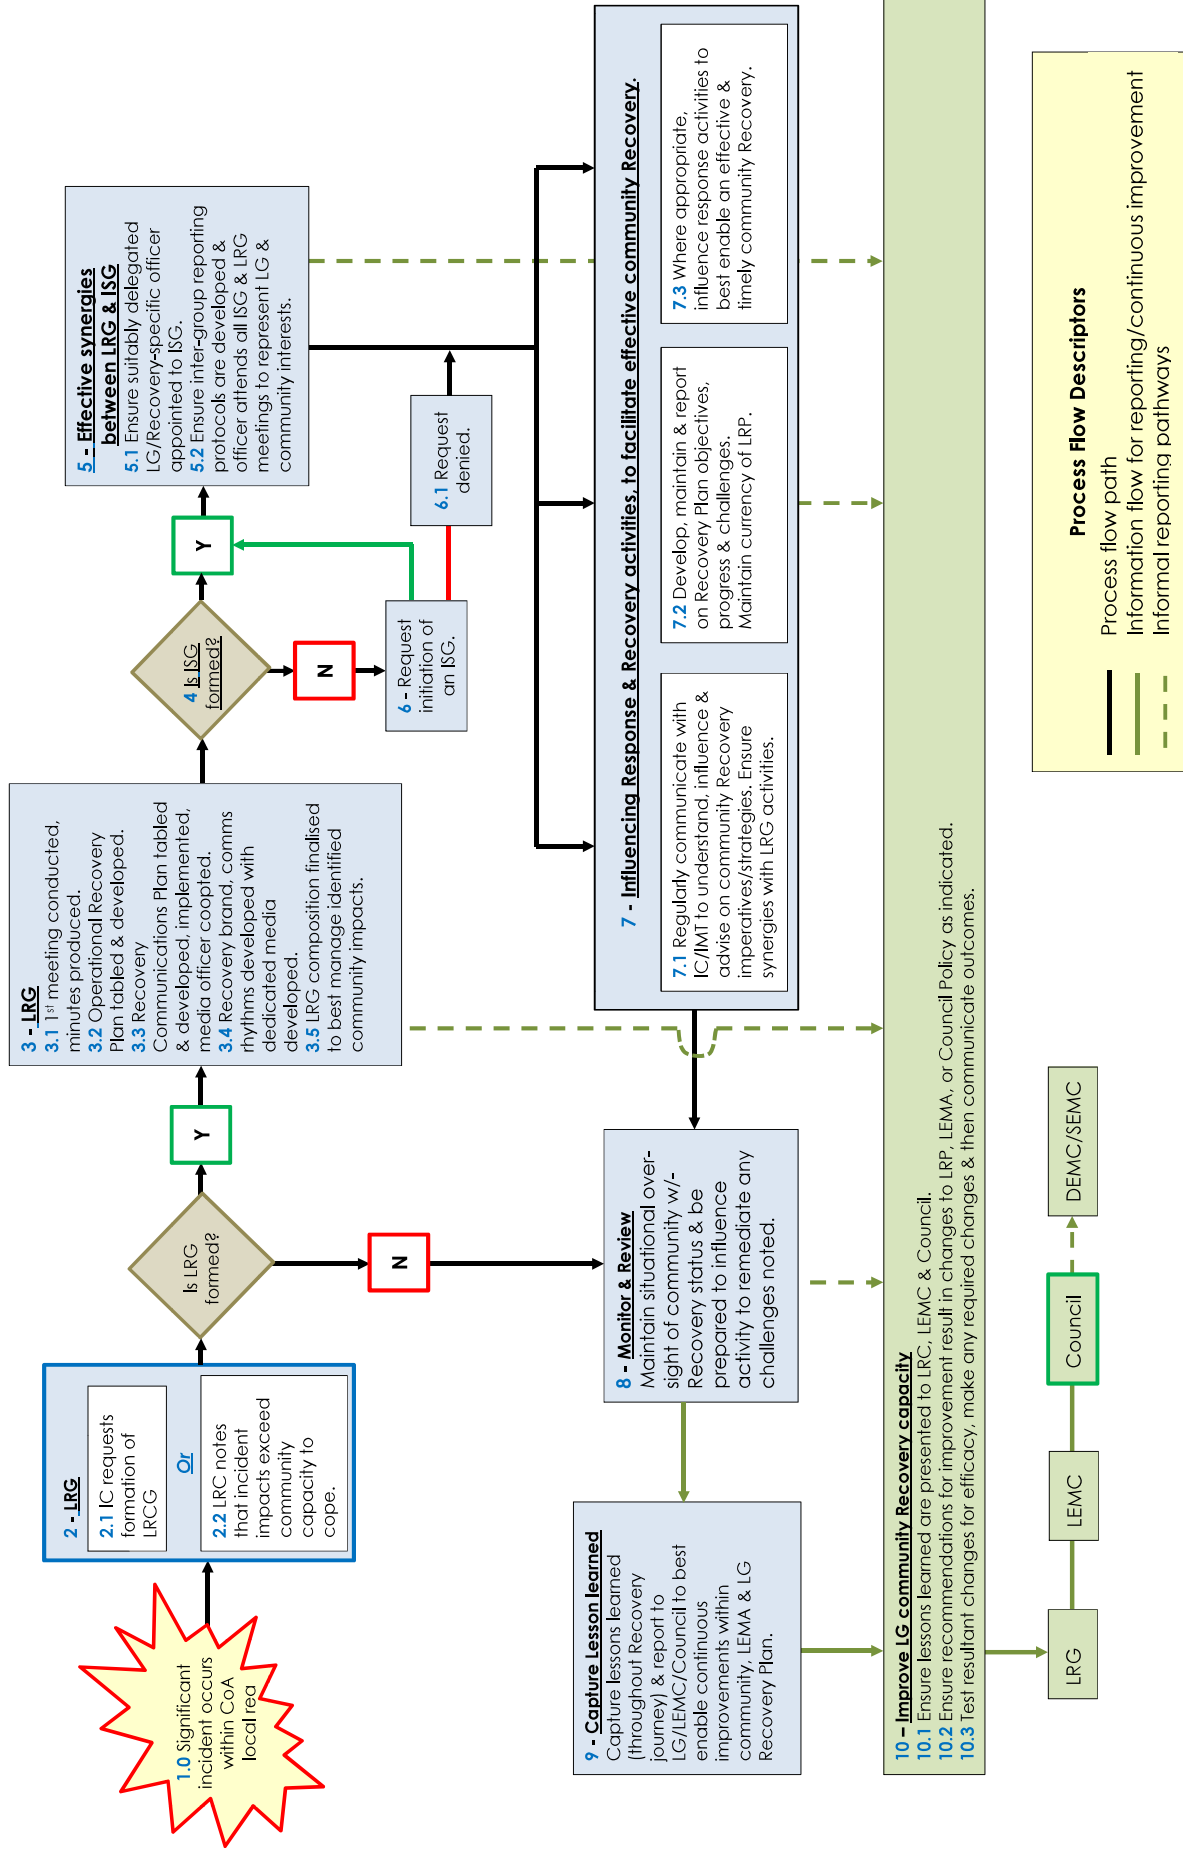 1.0 Significant
incident occurs
within CoA
local rea
2 - LRG
2.1 IC requests
formation of
LRCG
Or
2.2 LRC notes
that incident
impacts exceed
community
capacity to
cope.
Is LRG
formed?
Y
N
3 - LRG
3.1 1st meeting conducted,
minutes produced.
3.2 Operational Recovery
Plan tabled & developed.
3.3 Recovery
Communications Plan tabled
& developed, implemented,
media officer coopted.
3.4 Recovery brand, comms
rhythms developed with
dedicated media
developed.
3.5 LRG composition finalised
to best manage identified
community impacts.
4 Is ISG
formed?
Y
N
5 - Effective synergies
between LRG & ISG
5.1 Ensure suitably delegated
LG/Recovery-specific officer
appointed to ISG.
5.2 Ensure inter-group reporting
protocols are developed &
officer attends all ISG & LRG
meetings to represent LG &
community interests.
6 - Request
initiation of
an ISG.
6.1 Request
denied.
7 - Influencing Response & Recovery activities, to facilitate effective community Recovery.
7.1 Regularly communicate with
IC/IMT to understand, influence &
advise on community Recovery
imperatives/strategies. Ensure
synergies with LRG activities.
7.2 Develop, maintain & report
on Recovery Plan objectives,
progress & challenges.
Maintain currency of LRP.
7.3 Where appropriate,
influence response activities to
best enable an effective &
timely community Recovery.
8 - Monitor & Review
Maintain situational over-
sight of community w/-
Recovery status & be
prepared to influence
activity to remediate any
challenges noted.
9 - Capture Lesson learned
Capture lessons learned
(throughout Recovery
journey) & report to
LG/LEMC/Council to best
enable continuous
improvements within
community, LEMA & LG
Recovery Plan.
10 – Improve LG community Recovery capacity
10.1 Ensure lessons learned are presented to LRC, LEMC & Council.
10.2 Ensure recommendations for improvement result in changes to LRP, LEMA, or Council Policy as indicated.
10.3 Test resultant changes for efficacy, make any required changes & then communicate outcomes.
LRG
LEMC
Council
DEMC/SEMC
Process Flow Descriptors
Process flow path
Information flow for reporting/continuous improvement
Informal reporting pathways